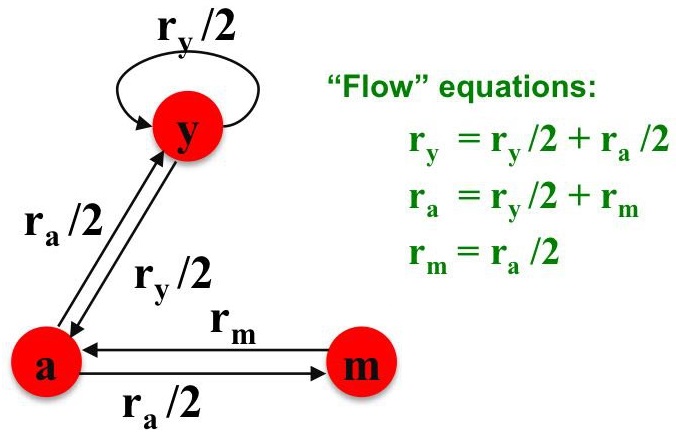 r_y /2
“Flow” equations:
r_y = r_y /2 + r_a /2
r_a = r_y /2 + r_m
r_m = r_a /2
y
r_a /2
r_y /2
r_m
a
m
r_a /2